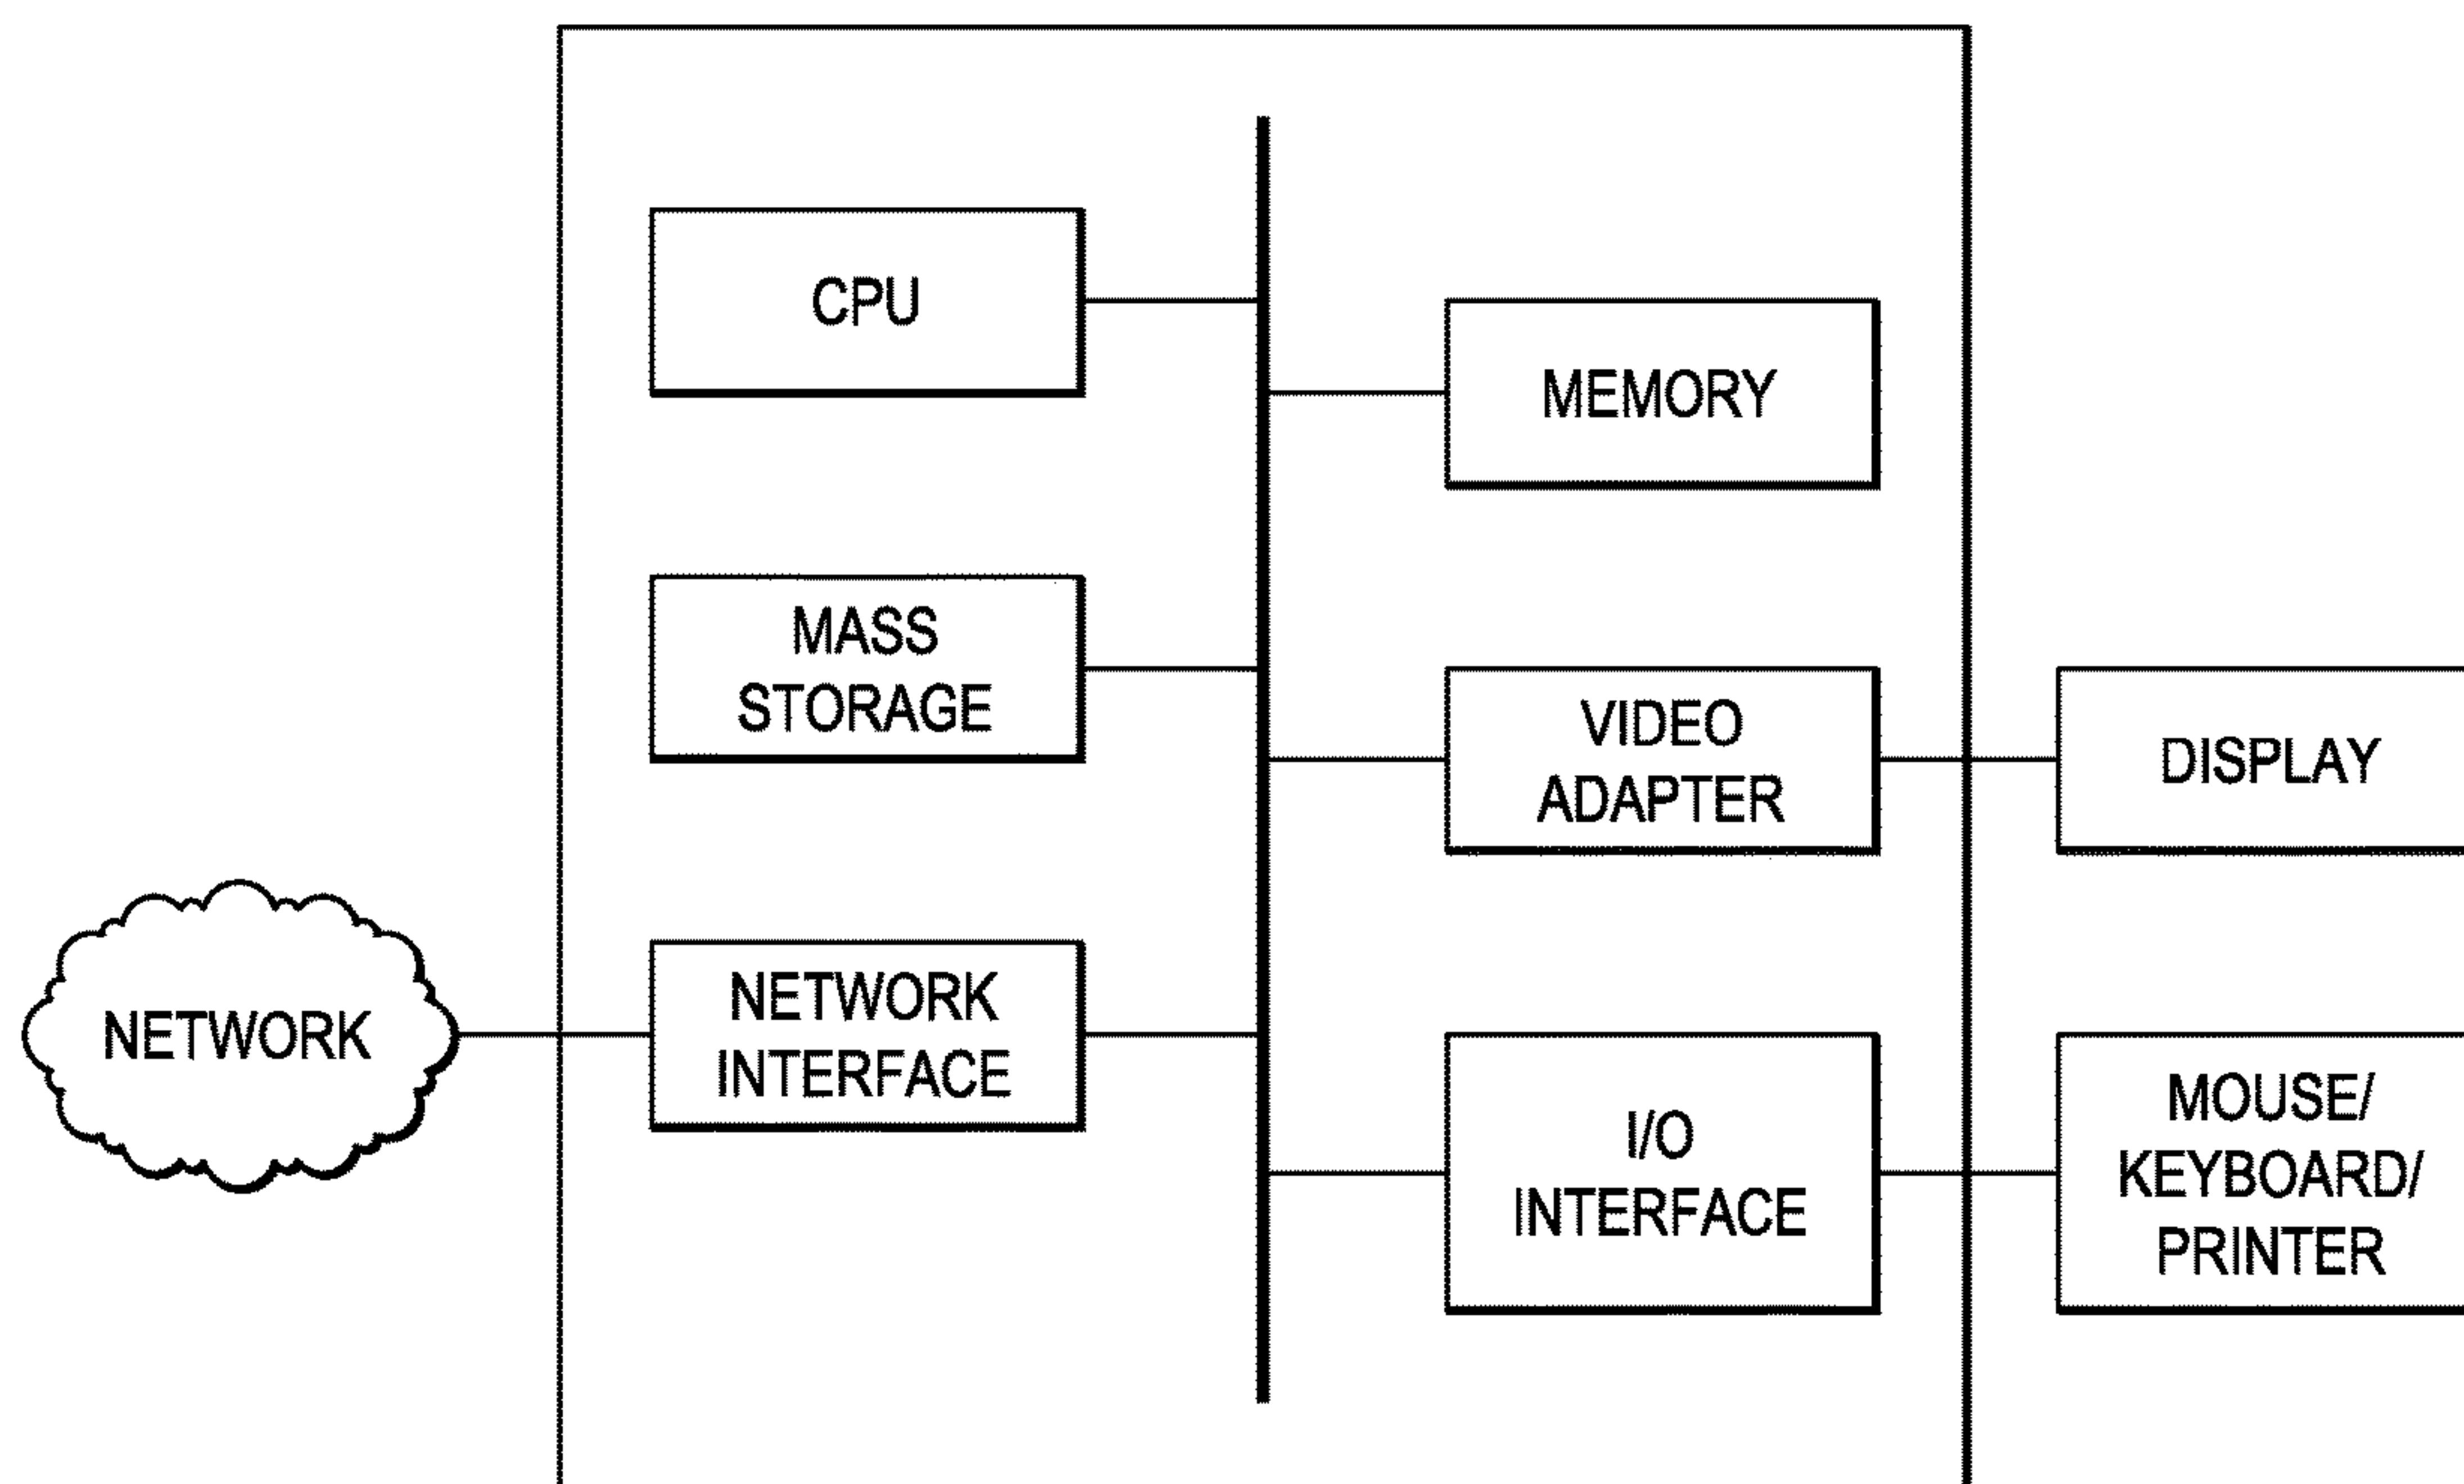 CPU
MEMORY
MASS
STORAGE
VIDEO
ADAPTER
DISPLAY
NETWORK
NETWORK
INTERFACE
I/O
INTERFACE
MOUSE/
KEYBOARD/
PRINTER